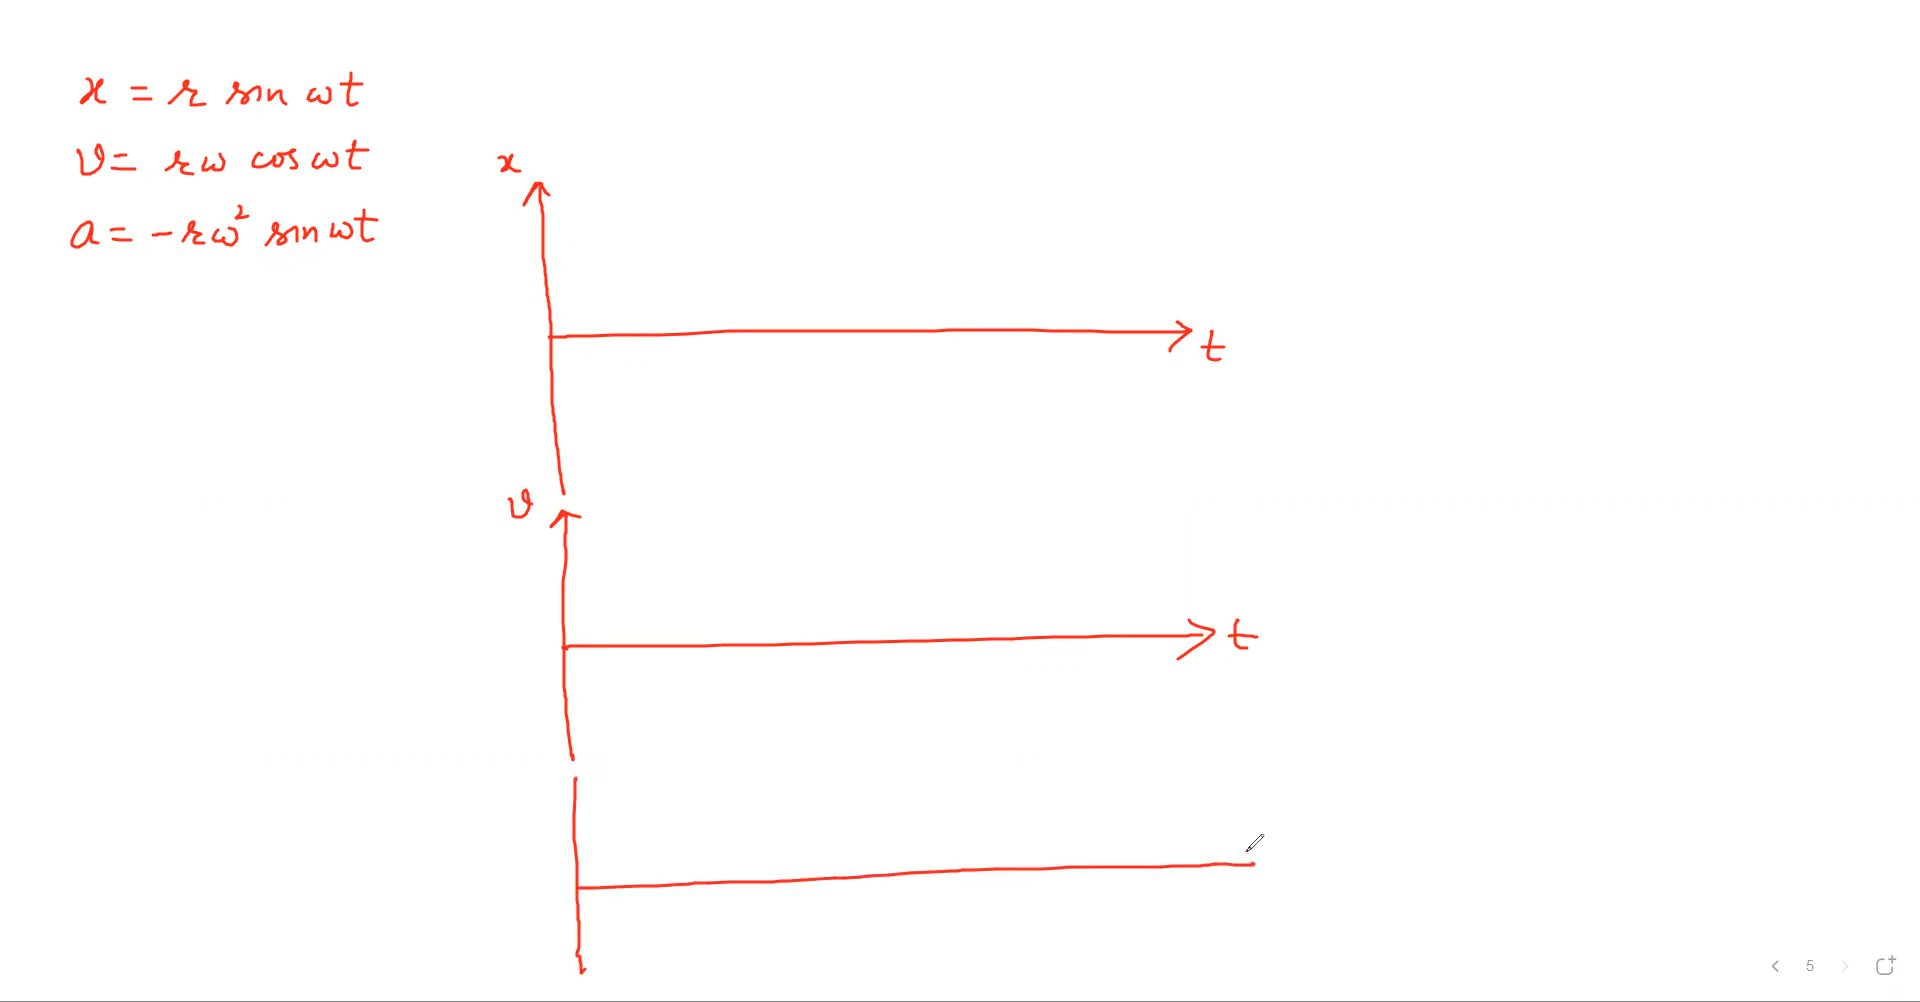 x = r sin ωt
v = rω cos ωt
a = -rω² sin ωt
x
t
v
t
5